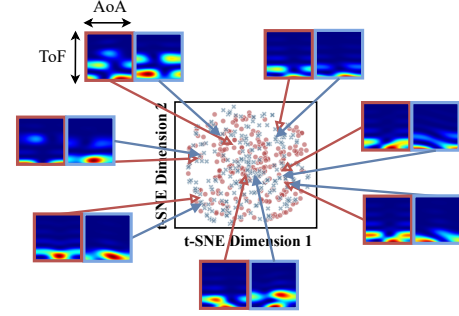 AoA
ToF
t-SNE Dimension 2
t-SNE Dimension 1